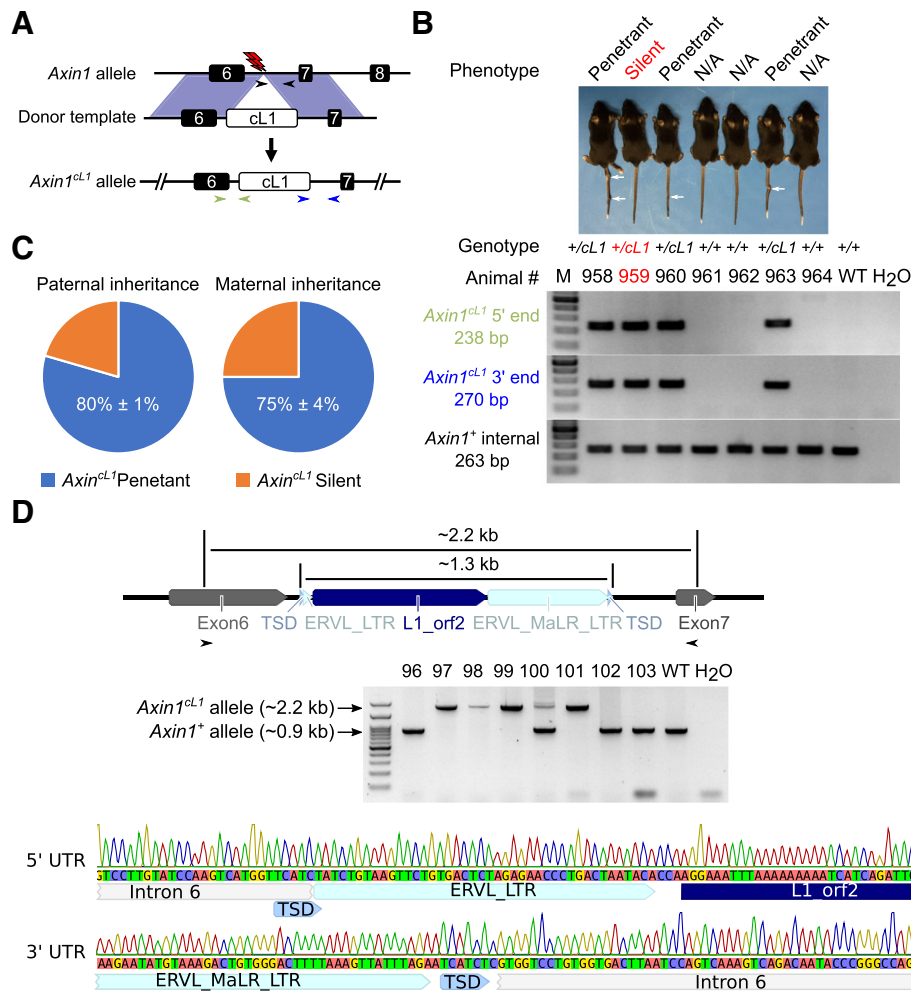 A
Axin1 allele
6
7
8
Donor template
6
cL1
7
Axin1cL1 allele
6
cL1
7
B
Phenotype
Penetrant
Silent
Penetrant
N/A
N/A
Penetrant
N/A
Genotype +/cL1 +/cL1 +/cL1 +/+ +/+ +/cL1 +/+ +/+
Animal # M 958 959 960 961 962 963 964 WT H2O
Axin1cL1 5' end
238 bp
Axin1cL1 3' end
270 bp
Axin1+ internal
263 bp
C
Paternal inheritance Maternal inheritance
80% ± 1% 75% ± 4%
AxincL1 Penetant AxincL1 Silent
D
~2.2 kb
~1.3 kb
Exon6 TSD ERVL_LTR L1_orf2 ERVL_MaLR_LTR TSD Exon7
96 97 98 99 100 101 102 103 WT H2O
Axin1cL1 allele (~2.2 kb)
Axin1+ allele (~0.9 kb)
5' UTR
GTCCTTGTATCCAAGTCATGGTTCATCTATCTGTAAGTTCTGTGACTCTAGAGAACCCTGACTAATACACCAAGGAAATTTAAAAAAAAATCATCAGATTC
Intron 6 ERVL_LTR L1_orf2
TSD
3' UTR
AAGAATATGTAAAGACTGTGGGACTTTTAAAGTTATTTAGAATCATCTCGTGGTCCTGTGGTGACTTAATCCAGTCAAAGTCAGACAATACCCGGGCCAG
ERVL_MaLR_LTR TSD Intron 6